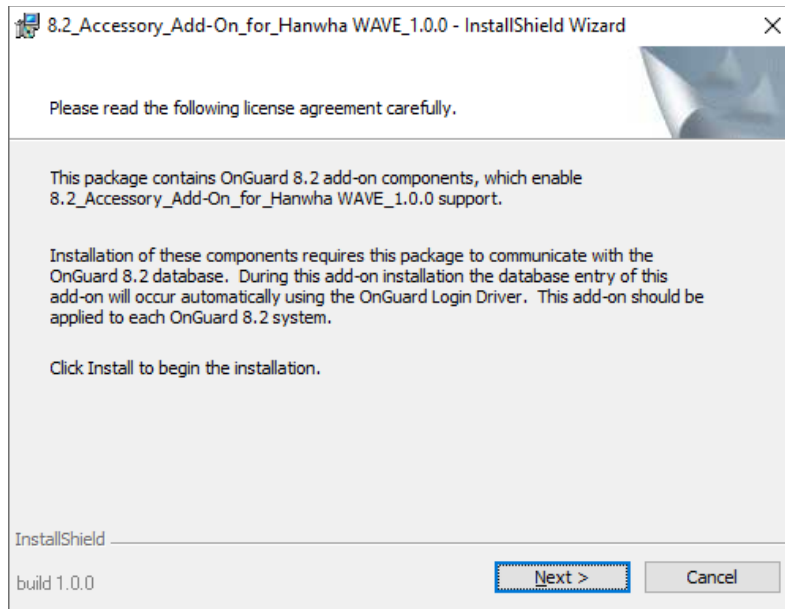 8.2_Accessory_Add-On_for_Hanwha WAVE_1.0.0 - InstallShield Wizard
Please read the following license agreement carefully.
This package contains OnGuard 8.2 add-on components, which enable
8.2_Accessory_Add-On_for_Hanwha WAVE_1.0.0 support.
Installation of these components requires this package to communicate with the
OnGuard 8.2 database.  During this add-on installation the database entry of this
add-on will occur automatically using the OnGuard Login Driver.  This add-on should be
applied to each OnGuard 8.2 system.
Click Install to begin the installation.
InstallShield
build 1.0.0
Next >
Cancel